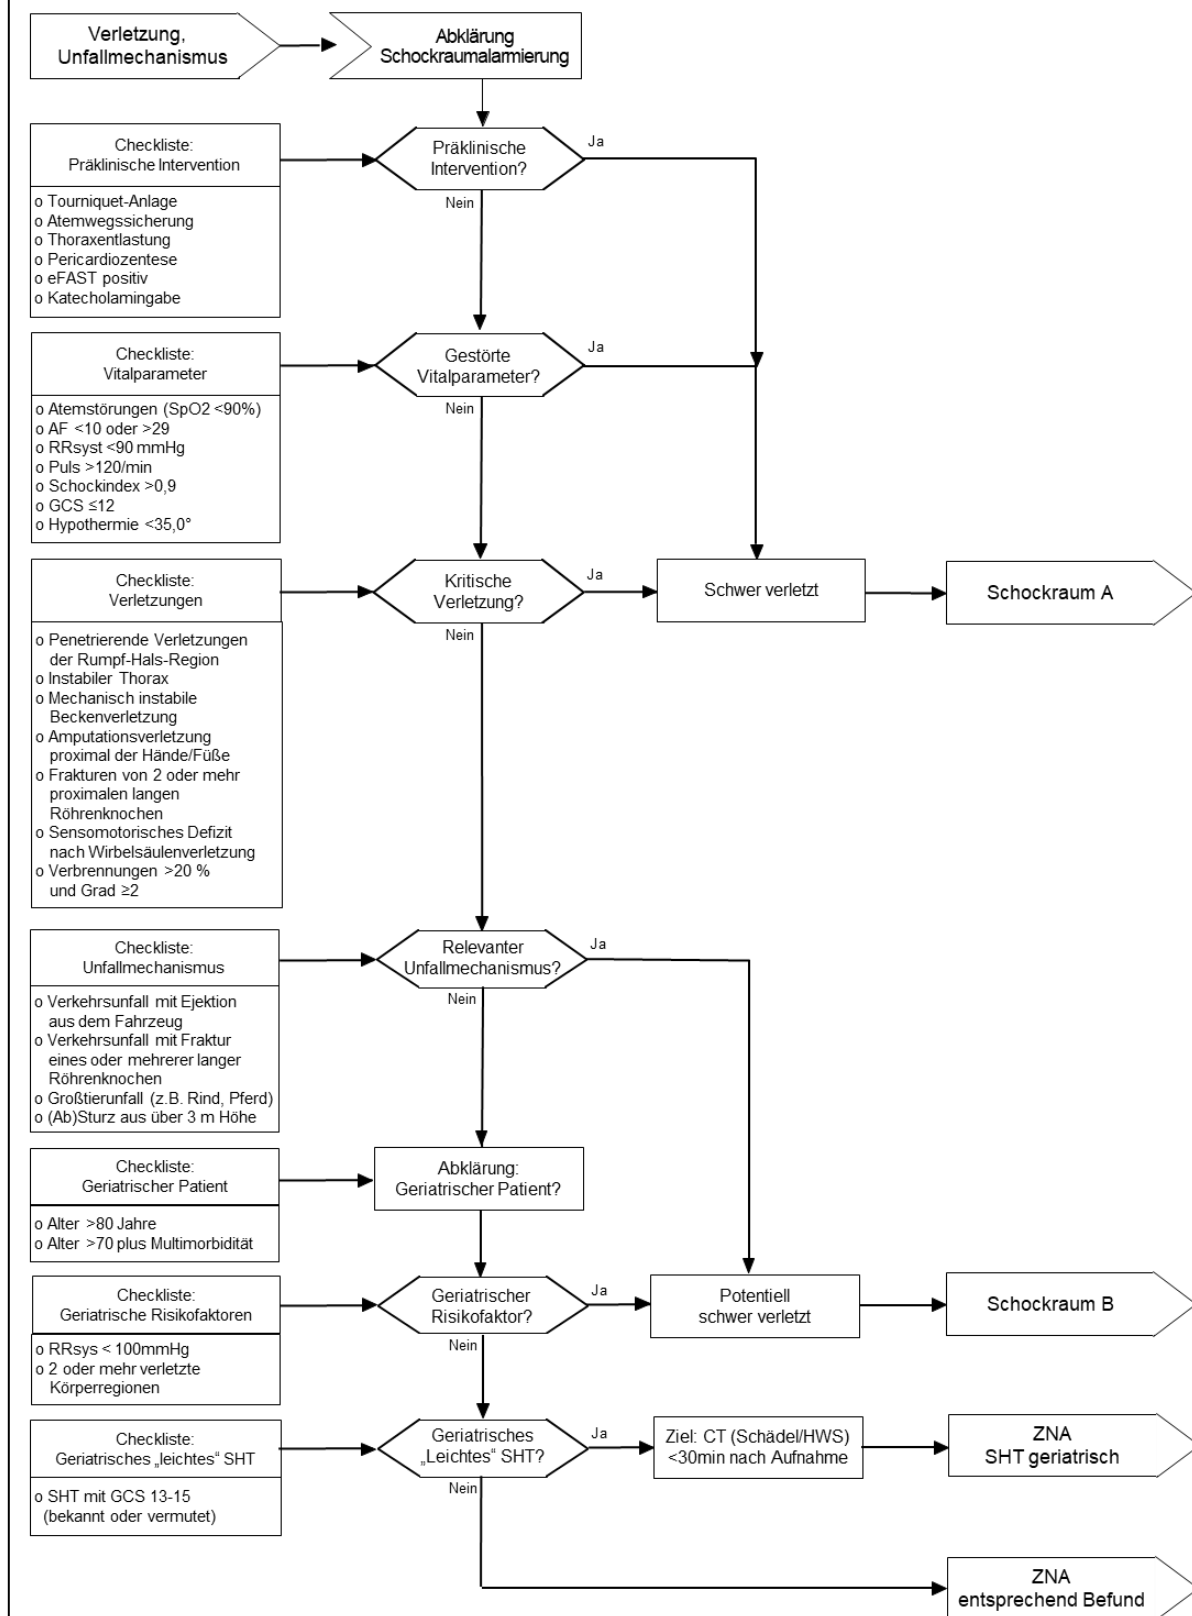 Verletzung,
Unfallmechanismus
Abklärung
Schockraumalarmierung
Checkliste:
Präklinische Intervention
o Tourniquet-Anlage
o Atemwegssicherung
o Thoraxentlastung
o Pericardiozentese
o eFAST positiv
o Katecholamingabe
Präklinische
Intervention?
Ja
Nein
Checkliste:
Vitalparameter
o Atemstörungen (SpO2 <90%)
o AF <10 oder >29
o RRsyst <90 mmHg
o Puls >120/min
o Schockindex >0,9
o GCS ≤12
o Hypothermie <35,0°
Gestörte
Vitalparameter?
Ja
Nein
Checkliste:
Verletzungen
o Penetrierende Verletzungen
der Rumpf-Hals-Region
o Instabiler Thorax
o Mechanisch instabile
Beckenverletzung
o Amputationsverletzung
proximal der Hände/Füße
o Frakturen von 2 oder mehr
proximalen langen
Röhrenknochen
o Sensomotorisches Defizit
nach Wirbelsäulenverletzung
o Verbrennungen >20 %
und Grad ≥2
Kritische
Verletzung?
Ja
Nein
Schwer verletzt
Schockraum A
Checkliste:
Unfallmechanismus
o Verkehrsunfall mit Ejektion
aus dem Fahrzeug
o Verkehrsunfall mit Fraktur
eines oder mehrerer langer
Röhrenknochen
o Großtierunfall (z.B. Rind, Pferd)
o (Ab)Sturz aus über 3 m Höhe
Relevanter
Unfallmechanismus?
Ja
Nein
Checkliste:
Geriatrischer Patient
o Alter >80 Jahre
o Alter >70 plus Multimorbidität
Abklärung:
Geriatrischer Patient?
Checkliste:
Geriatrische Risikofaktoren
o RRsys < 100mmHg
o 2 oder mehr verletzte
Körperregionen
Geriatrischer
Risikofaktor?
Ja
Nein
Potentiell
schwer verletzt
Schockraum B
Checkliste:
Geriatrisches „leichtes“ SHT
o SHT mit GCS 13-15
(bekannt oder vermutet)
Geriatrisches
„Leichtes“ SHT?
Ja
Nein
Ziel: CT (Schädel/HWS)
<30min nach Aufnahme
ZNA
SHT geriatrisch
ZNA
entsprechend Befund